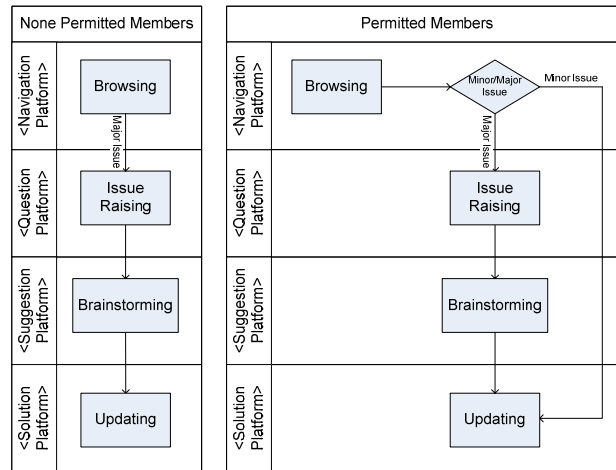 None Permitted Members
<Navigation
Platform>
Browsing
Major Issue
<Question
Platform>
Issue
Raising
<Suggestion
Platform>
Brainstorming
<Solution
Platform>
Updating
Permitted Members
<Navigation
Platform>
Browsing
Minor/Major
Issue
Minor Issue
Major Issue
<Question
Platform>
Issue
Raising
<Suggestion
Platform>
Brainstorming
<Solution
Platform>
Updating